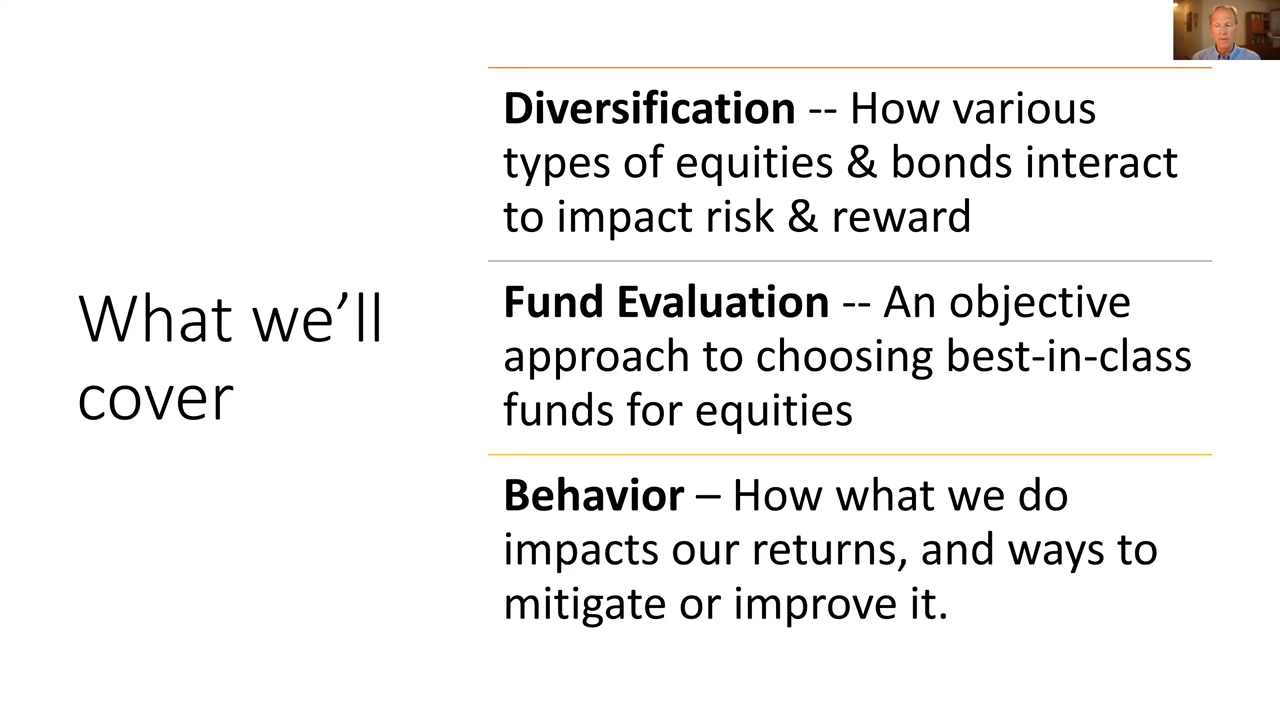 What we’ll
cover
Diversification -- How various
types of equities & bonds interact
to impact risk & reward
Fund Evaluation -- An objective
approach to choosing best-in-class
funds for equities
Behavior – How what we do
impacts our returns, and ways to
mitigate or improve it.